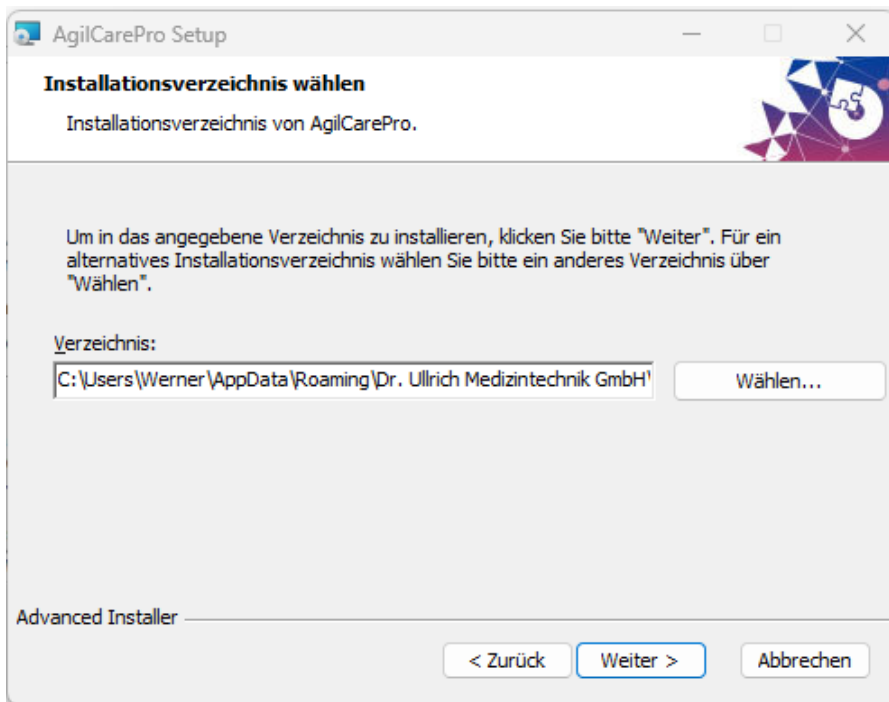 AgilCarePro Setup
Installationsverzeichnis wählen
Installationsverzeichnis von AgilCarePro.
Um in das angegebene Verzeichnis zu installieren, klicken Sie bitte "Weiter". Für ein
alternatives Installationsverzeichnis wählen Sie bitte ein anderes Verzeichnis über
"Wählen".
Verzeichnis:
C:\Users\Werner\AppData\Roaming\Dr. Ullrich Medizintechnik GmbH\
Wählen...
Advanced Installer
< Zurück
Weiter >
Abbrechen